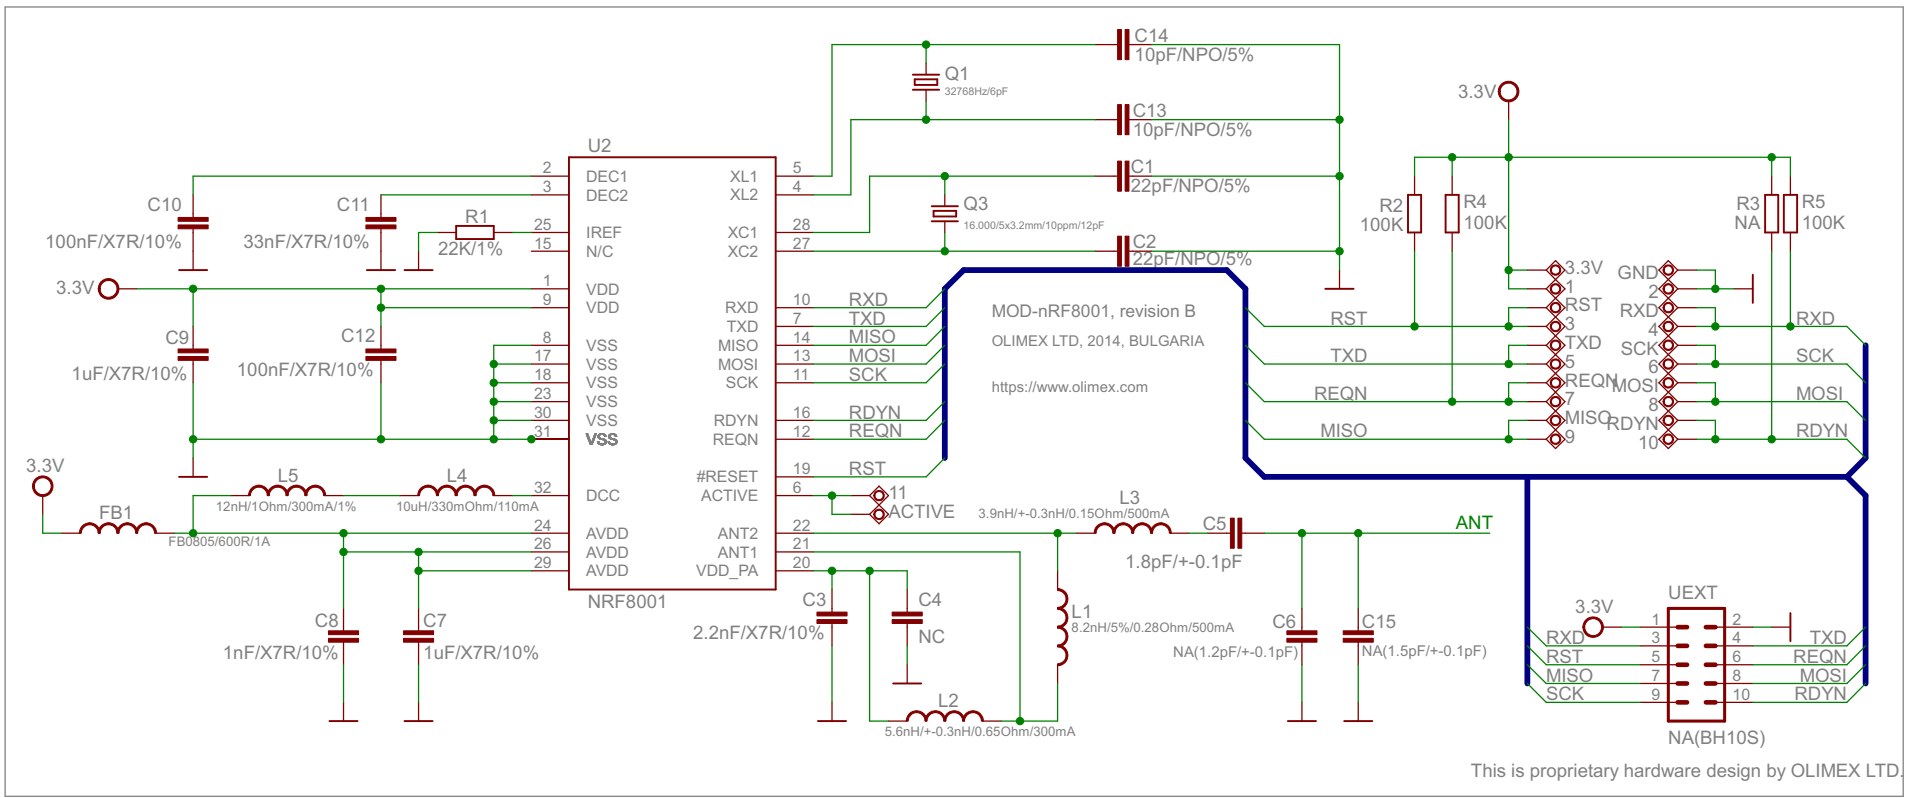 C14
10pF/NPO/5%
Q1
32768Hz/6pF
C13
10pF/NPO/5%
3.3V
U2
C1
22pF/NPO/5%
2 DEC1
3 DEC2
25 IREF
15 N/C
1 VDD
9 VDD
8 VSS
17 VSS
18 VSS
23 VSS
30 VSS
31 VSS
32 DCC
24 AVDD
26 AVDD
29 AVDD
XL1 5
XL2 4
XC1 28
XC2 27
RXD 10 RXD
TXD 7 TXD
MISO 14 MISO
MOSI 13 MOSI
SCK 11 SCK
RDYN 16 RDYN
REQN 12 REQN
#RESET 19 RST
ACTIVE 6
ANT2 22
ANT1 21
VDD_PA 20
NRF8001
C10
100nF/X7R/10%
C11
33nF/X7R/10%
R1
22K/1%
3.3V
C9
1uF/X7R/10%
C12
100nF/X7R/10%
3.3V
FB1
FB0805/600R/1A
L5
12nH/1Ohm/300mA/1%
L4
10uH/330mOhm/110mA
C8
1nF/X7R/10%
C7
1uF/X7R/10%
Q3
16.000/5x3.2mm/10ppm/12pF
C2
22pF/NPO/5%
MOD-nRF8001, revision B
OLIMEX LTD, 2014, BULGARIA
https://www.olimex.com
11
ACTIVE
L3
3.9nH/+-0.3nH/0.15Ohm/500mA
C5
1.8pF/+-0.1pF
ANT
C3
2.2nF/X7R/10%
C4
NC
L1
8.2nH/5%/0.28Ohm/500mA
L2
5.6nH/+-0.3nH/0.65Ohm/300mA
C6
NA(1.2pF/+-0.1pF)
C15
NA(1.5pF/+-0.1pF)
R2
100K
R4
100K
R3
NA
R5
100K
RST
TXD
REQN
MISO
3.3V
1
RST
3
TXD
5
REQN
7
MISO
9
GND
2
RXD
4
SCK
6
MOSI
8
RDYN
10
RXD
SCK
MOSI
RDYN
UEXT
3.3V 1 2
RXD 3 4 TXD
RST 5 6 REQN
MISO 7 8 MOSI
SCK 9 10 RDYN
NA(BH10S)
This is proprietary hardware design by OLIMEX LTD.